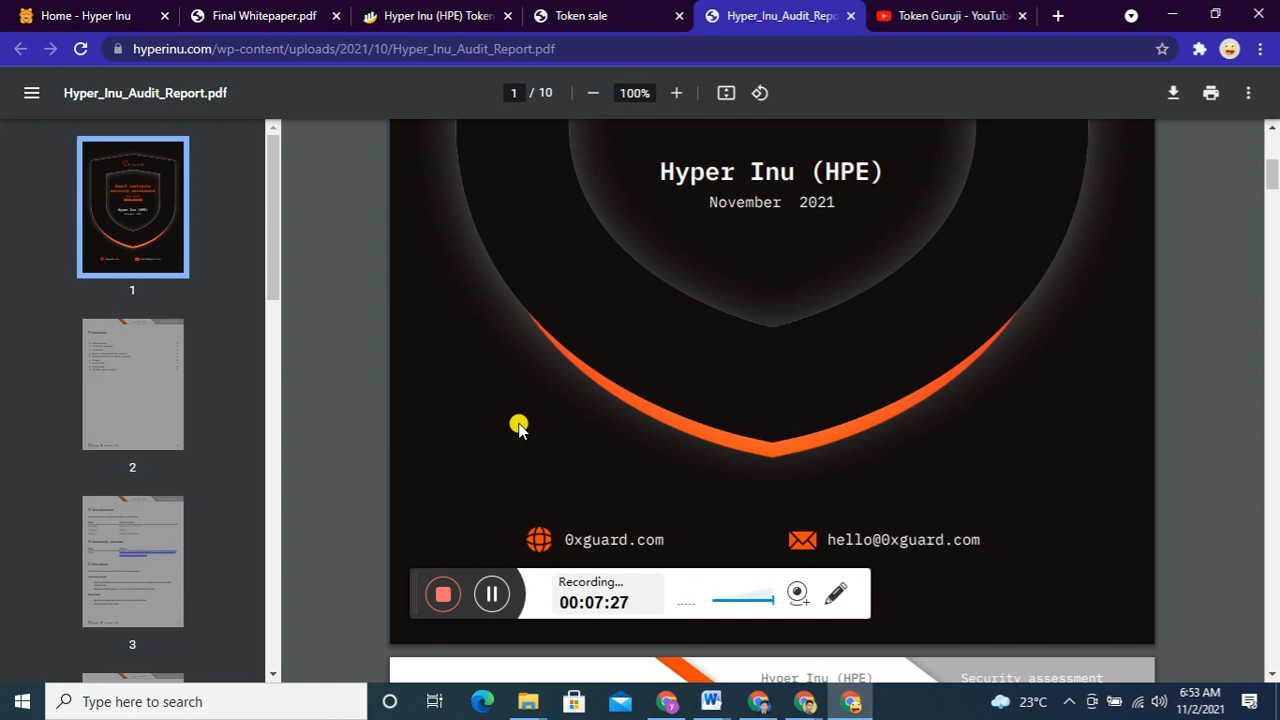 Home - Hyper Inu
Final Whitepaper.pdf
Hyper Inu (HPE) Token
Token sale
Hyper_Inu_Audit_Repo
Token Guruji - YouTub
hyperinu.com/wp-content/uploads/2021/10/Hyper_Inu_Audit_Report.pdf
Hyper_Inu_Audit_Report.pdf
1 / 10
100%
Hyper Inu (HPE)
November 2021
1
2
3
0xguard.com
hello@0xguard.com
Recording...
00:07:27
Hyper Inu (HPE)
Security assessment
Type here to search
23°C
6:53 AM
11/2/2021